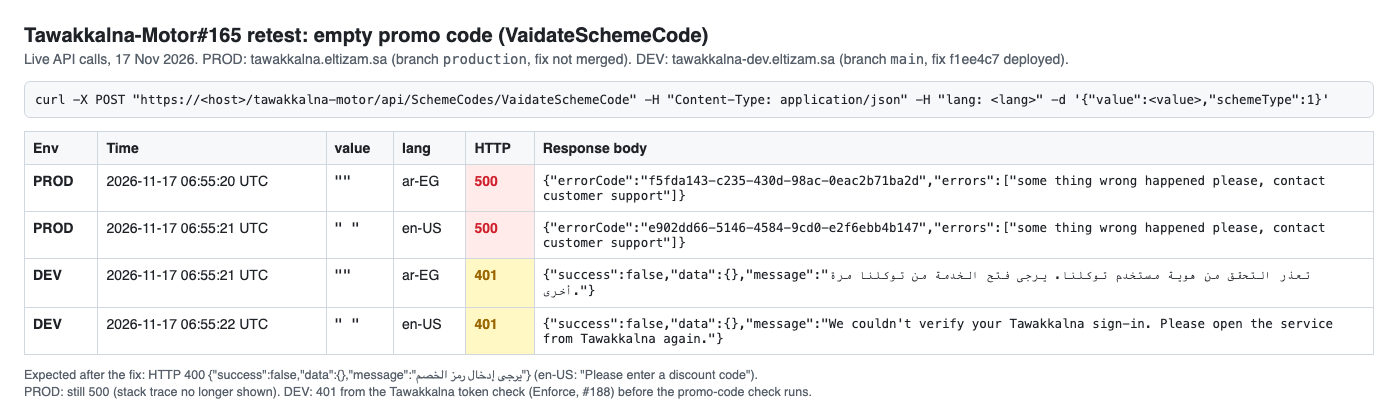 Tawakkalna-Motor#165 retest: empty promo code (VaidateSchemeCode)
Live API calls, 17 Nov 2026. PROD: tawakkalna.eltizam.sa (branch production, fix not merged). DEV: tawakkalna-dev.eltizam.sa (branch main, fix f1ee4c7 deployed).
curl -X POST "https://<host>/tawakkalna-motor/api/SchemeCodes/VaidateSchemeCode" -H "Content-Type: application/json" -H "lang: <lang>" -d '{"value":<value>,"schemeType":1}'
Env Time value lang HTTP Response body
PROD 2026-11-17 06:55:20 UTC "" ar-EG 500 {"errorCode":"f5fda143-c235-430d-98ac-0eac2b71ba2d","errors":["some thing wrong happened please, contact
customer support"]}
PROD 2026-11-17 06:55:21 UTC " " en-US 500 {"errorCode":"e902dd66-5146-4584-9cd0-e2f6ebb4b147","errors":["some thing wrong happened please, contact
customer support"]}
DEV 2026-11-17 06:55:21 UTC "" ar-EG 401 {"success":false,"data":{},"message":"تعذر التحقق من هوية مستخدم توكلنا. يرجى فتح الخدمة من توكلنا مرة
أخرى."}
DEV 2026-11-17 06:55:22 UTC " " en-US 401 {"success":false,"data":{},"message":"We couldn't verify your Tawakkalna sign-in. Please open the service
from Tawakkalna again."}
Expected after the fix: HTTP 400 {"success":false,"data":{},"message":"يرجى إدخال رمز الخصم"} (en-US: "Please enter a discount code").
PROD: still 500 (stack trace no longer shown). DEV: 401 from the Tawakkalna token check (Enforce, #188) before the promo-code check runs.